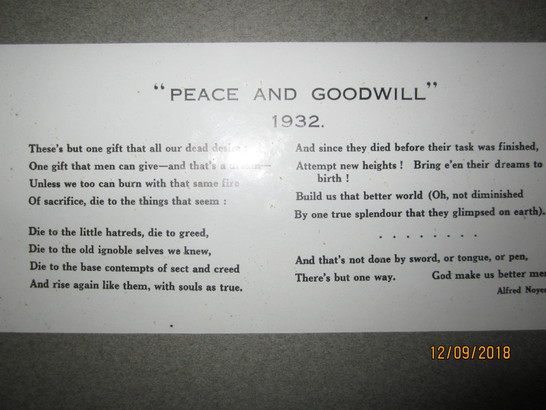 "PEACE AND GOODWILL"
1932.
These's but one gift that all our dead
One gift that men can give—and that's a
Unless we too can burn with that same fire
Of sacrifice, die to the things that seem :
Die to the little hatreds, die to greed,
Die to the old ignoble selves we knew,
Die to the base contempts of sect and creed
And rise again like them, with souls as true.
And since they died before their task was finished,
Attempt new heights ! Bring e'en their dreams to
birth !
Build us that better world (Oh, not diminished
By one true splendour that they glimpsed on earth).
. . . . . . . .
And that's not done by sword, or tongue, or pen,
There's but one way. God make us better me
Alfred Noye
12/09/2018